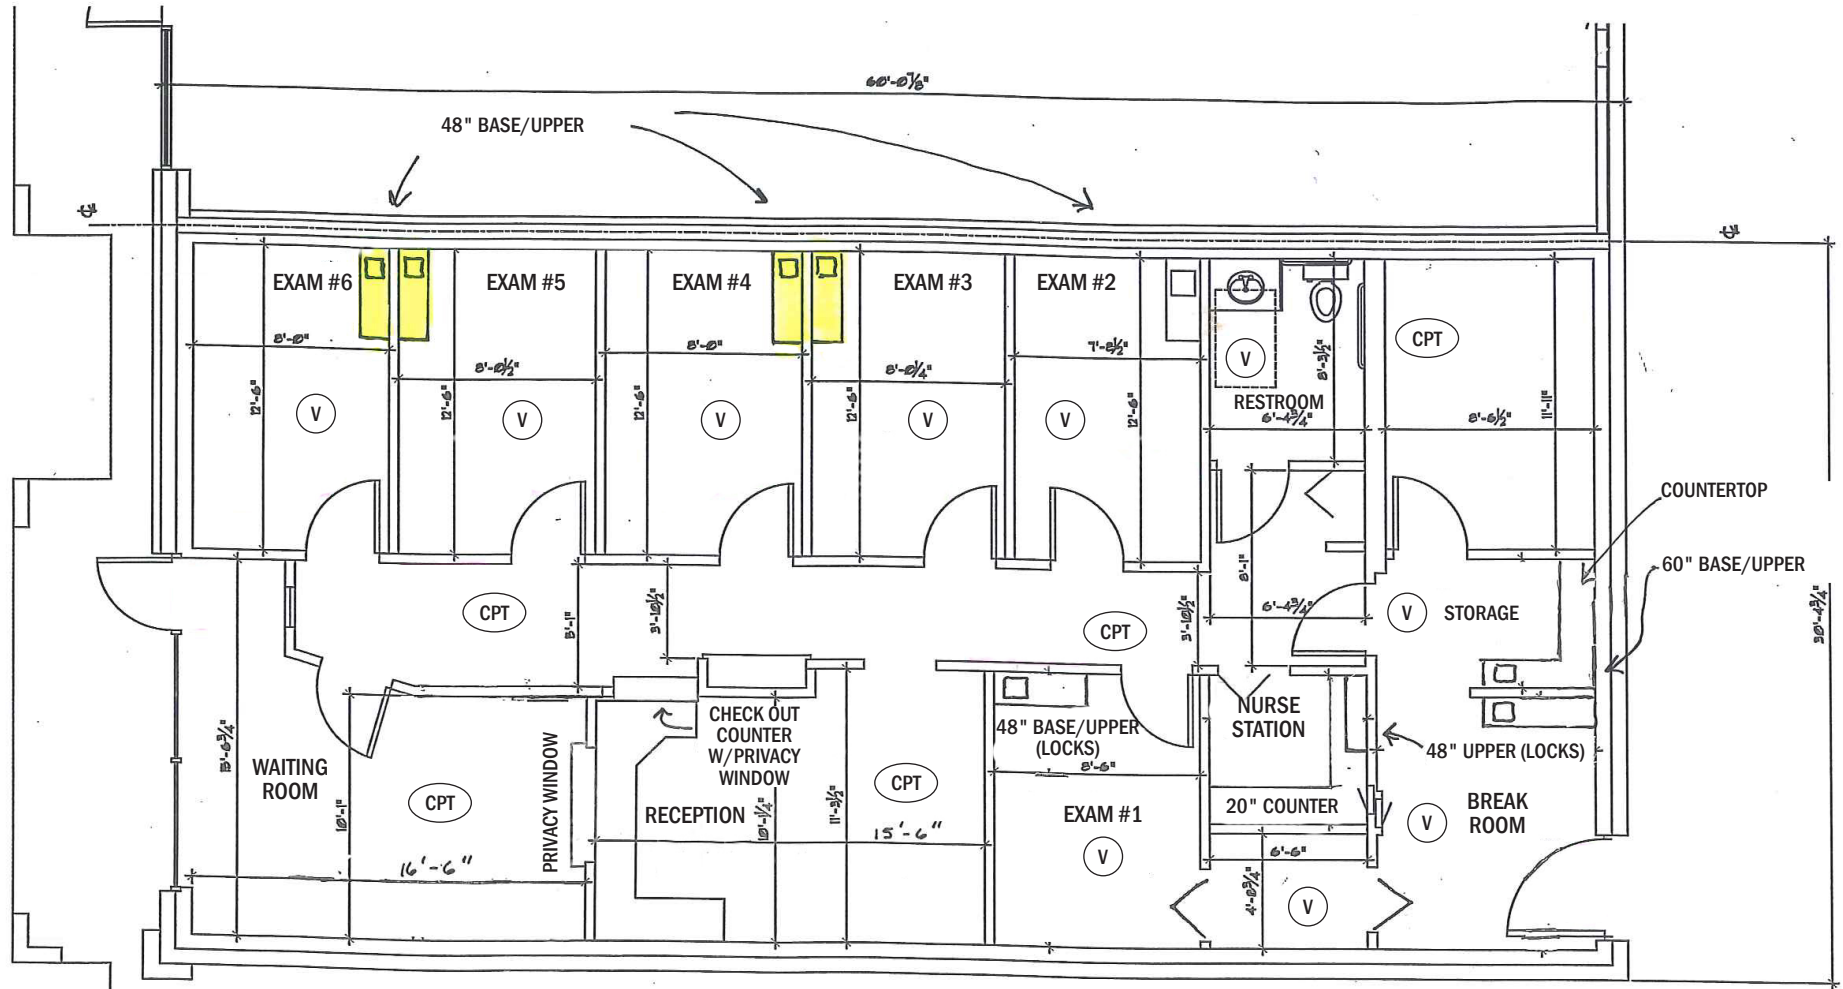 60'-0⅞"
48" BASE/UPPER
℄
℄
EXAM #6
EXAM #5
EXAM #4
EXAM #3
EXAM #2
CPT
8'-0"
8'-0½"
8'-0"
8'-0¼"
7'-8½"
V
8'-3½"
RESTROOM
6'-4¾"
8'-6½"
11'-11"
12'-6"
12'-6"
12'-6"
12'-6"
12'-6"
V
V
V
V
V
COUNTERTOP
60" BASE/UPPER
CPT
3'-10½"
CPT
3'-10½"
8'-1"
6'-4¾"
V
STORAGE
30'-4¾"
WAITING
ROOM
10'-1"
CPT
16'-6"
PRIVACY WINDOW
CHECK OUT
COUNTER
W/PRIVACY
WINDOW
RECEPTION
10'-1¼"
11'-3½"
CPT
15'-6"
48" BASE/UPPER
(LOCKS)
8'-6"
EXAM #1
V
NURSE
STATION
20" COUNTER
6'-6"
4'-0¾"
V
48" UPPER (LOCKS)
V
BREAK
ROOM